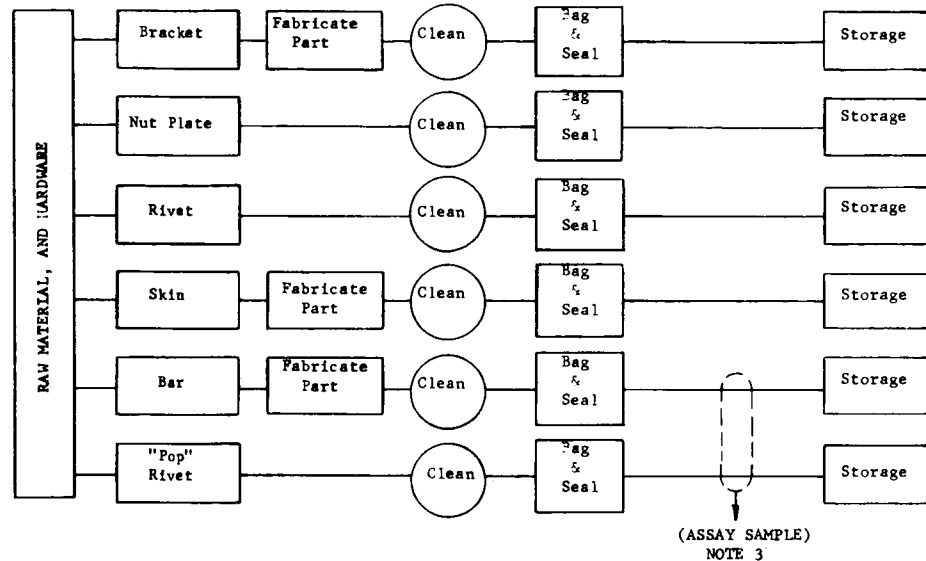 RAW MATERIAL, AND HARDWARE
Bracket
Fabricate
Part
Clean
Bag
&
Seal
Storage
Nut Plate
Clean
Bag
&
Seal
Storage
Rivet
Clean
Bag
&
Seal
Storage
Skin
Fabricate
Part
Clean
Bag
&
Seal
Storage
Bar
Fabricate
Part
Clean
Bag
&
Seal
Storage
"Pop"
Rivet
Clean
Bag
&
Seal
Storage
(ASSAY SAMPLE)
NOTE 3